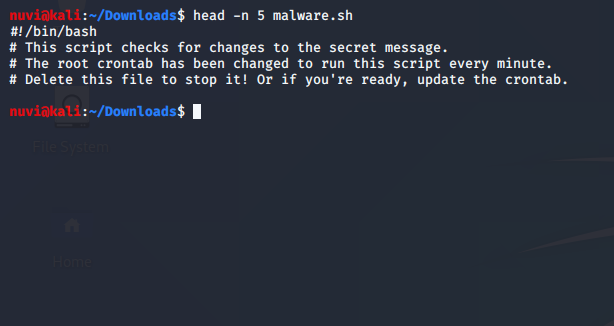 nuvi@kali:~/Downloads$ head -n 5 malware.sh
#!/bin/bash
# This script checks for changes to the secret message.
# The root crontab has been changed to run this script every minute.
# Delete this file to stop it! Or if you're ready, update the crontab.
nuvi@kali:~/Downloads$
File System
Home